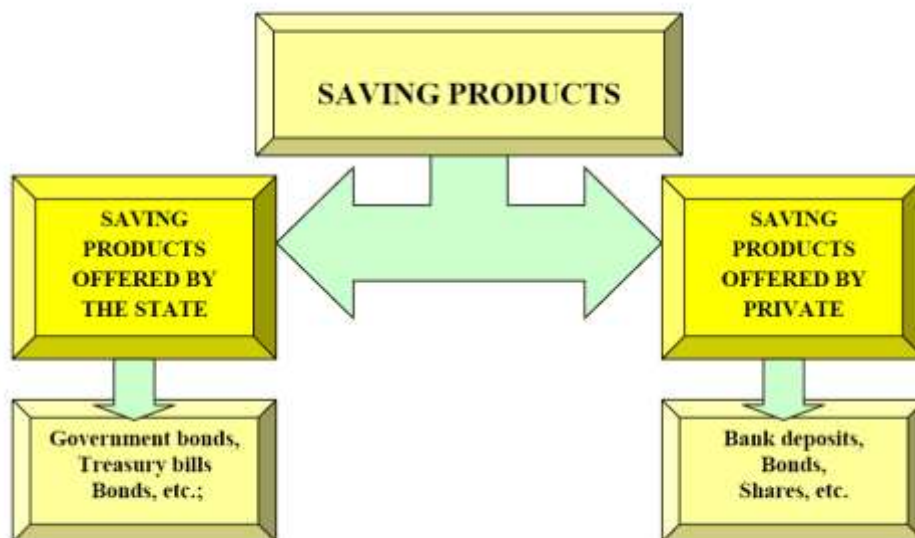 SAVING PRODUCTS
SAVING
PRODUCTS
OFFERED BY
THE STATE
SAVING
PRODUCTS
OFFERED BY
PRIVATE
Government bonds,
Treasury bills
Bonds, etc.;
Bank deposits,
Bonds,
Shares, etc.